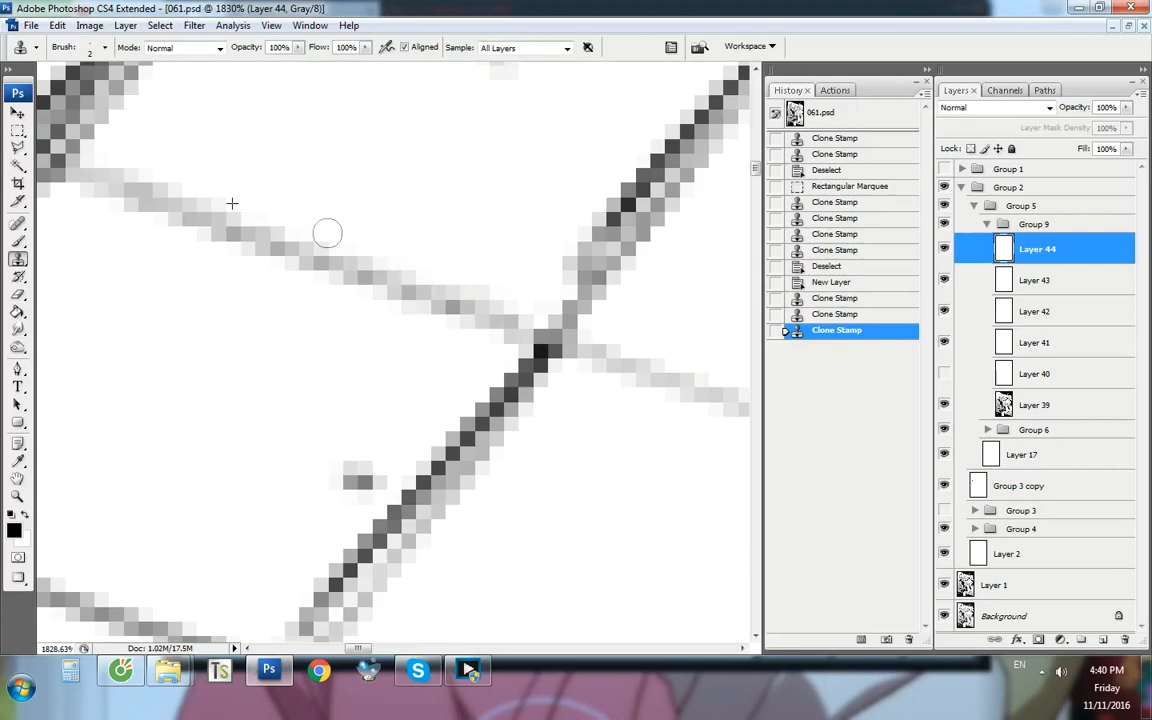 Ps Adobe Photoshop CS4 Extended - [061.psd @ 1830% (Layer 44, Gray/8)]
File Edit Image Layer Select Filter Analysis View Window Help
Brush: 2 Mode: Normal Opacity: 100% Flow: 100% Aligned Sample: All Layers Workspace
Ps
T
History Actions
061.psd
Clone Stamp
Clone Stamp
Deselect
Rectangular Marquee
Clone Stamp
Clone Stamp
Clone Stamp
Clone Stamp
Deselect
New Layer
Clone Stamp
Clone Stamp
Clone Stamp
Layers Channels Paths
Normal Opacity: 100%
Layer Mask Density: 100%
Lock: Fill: 100%
Group 1
Group 2
Group 5
Group 9
Layer 44
Layer 43
Layer 42
Layer 41
Layer 40
Layer 39
Group 6
Layer 17
Group 3 copy
Group 3
Group 4
Layer 2
Layer 1
Background
1828.63% Doc: 1.02M/17.5M
TS Ps S
EN
4:40 PM
Friday
11/11/2016